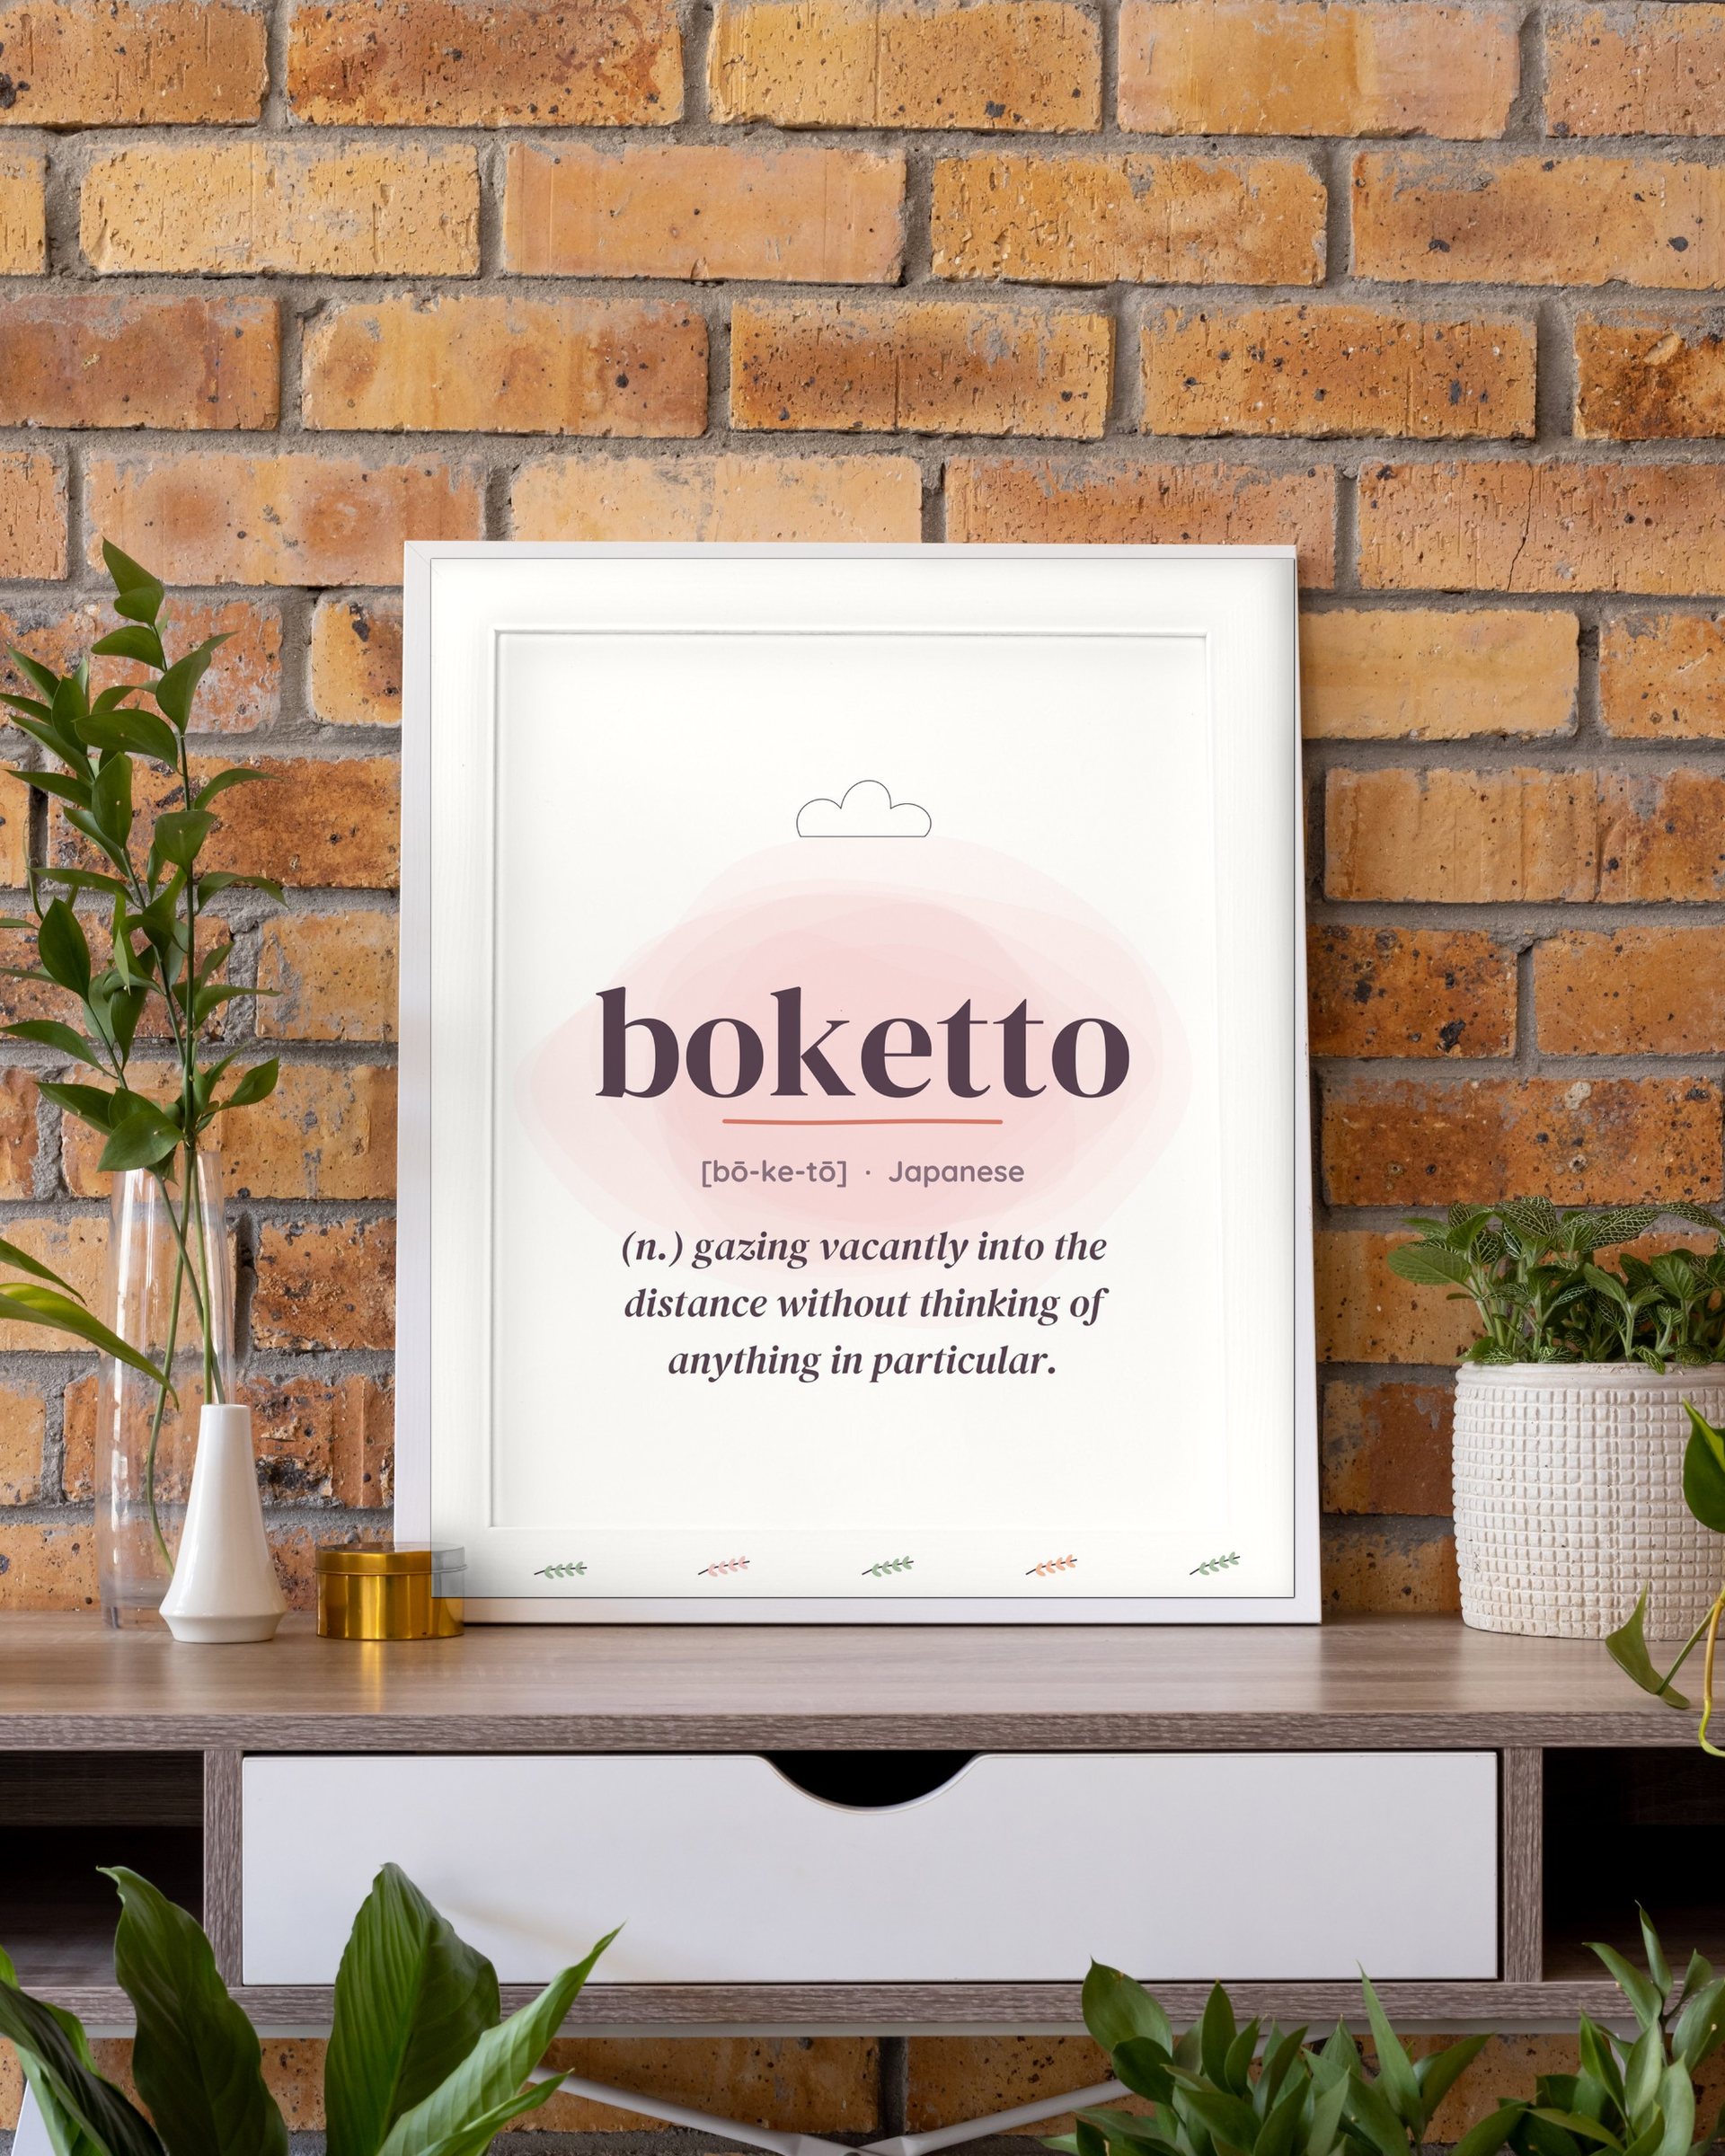 boketto
[bō-ke-tō] · Japanese
(n.) gazing vacantly into the
distance without thinking of
anything in particular.